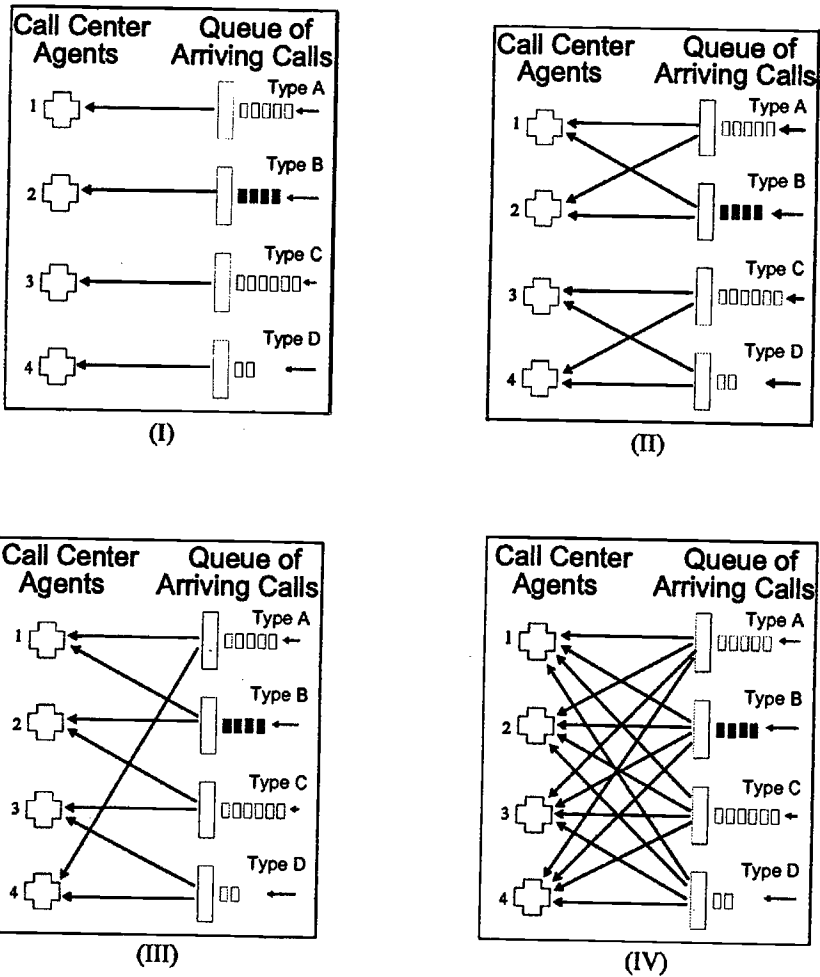 Call Center Agents
Queue of Arriving Calls
Type A
1
Type B
2
Type C
3
Type D
4
(I)
Call Center Agents
Queue of Arriving Calls
Type A
1
Type B
2
Type C
3
Type D
4
(II)
Call Center Agents
Queue of Arriving Calls
Type A
1
Type B
2
Type C
3
Type D
4
(III)
Call Center Agents
Queue of Arriving Calls
Type A
1
Type B
2
Type C
3
Type D
4
(IV)